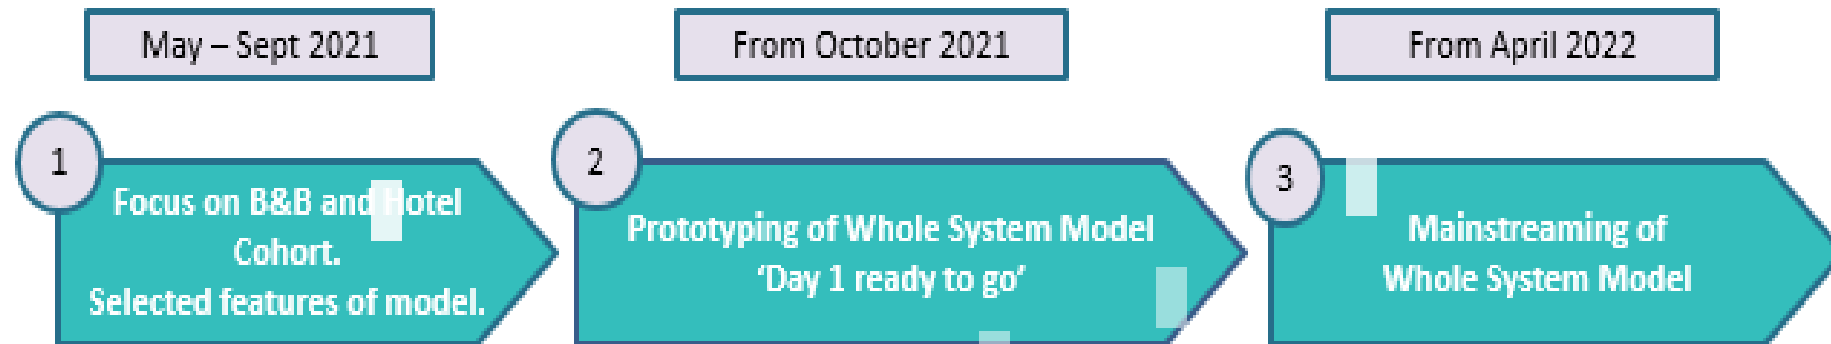 May – Sept 2021
From October 2021
From April 2022
1
Focus on B&B and Hotel
Cohort.
Selected features of model.
2
Prototyping of Whole System Model
‘Day 1 ready to go’
3
Mainstreaming of
Whole System Model